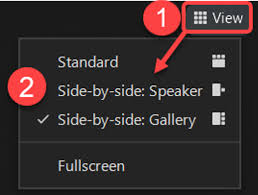 1
View
Standard
2
Side-by-side: Speaker
Side-by-side: Gallery
Fullscreen